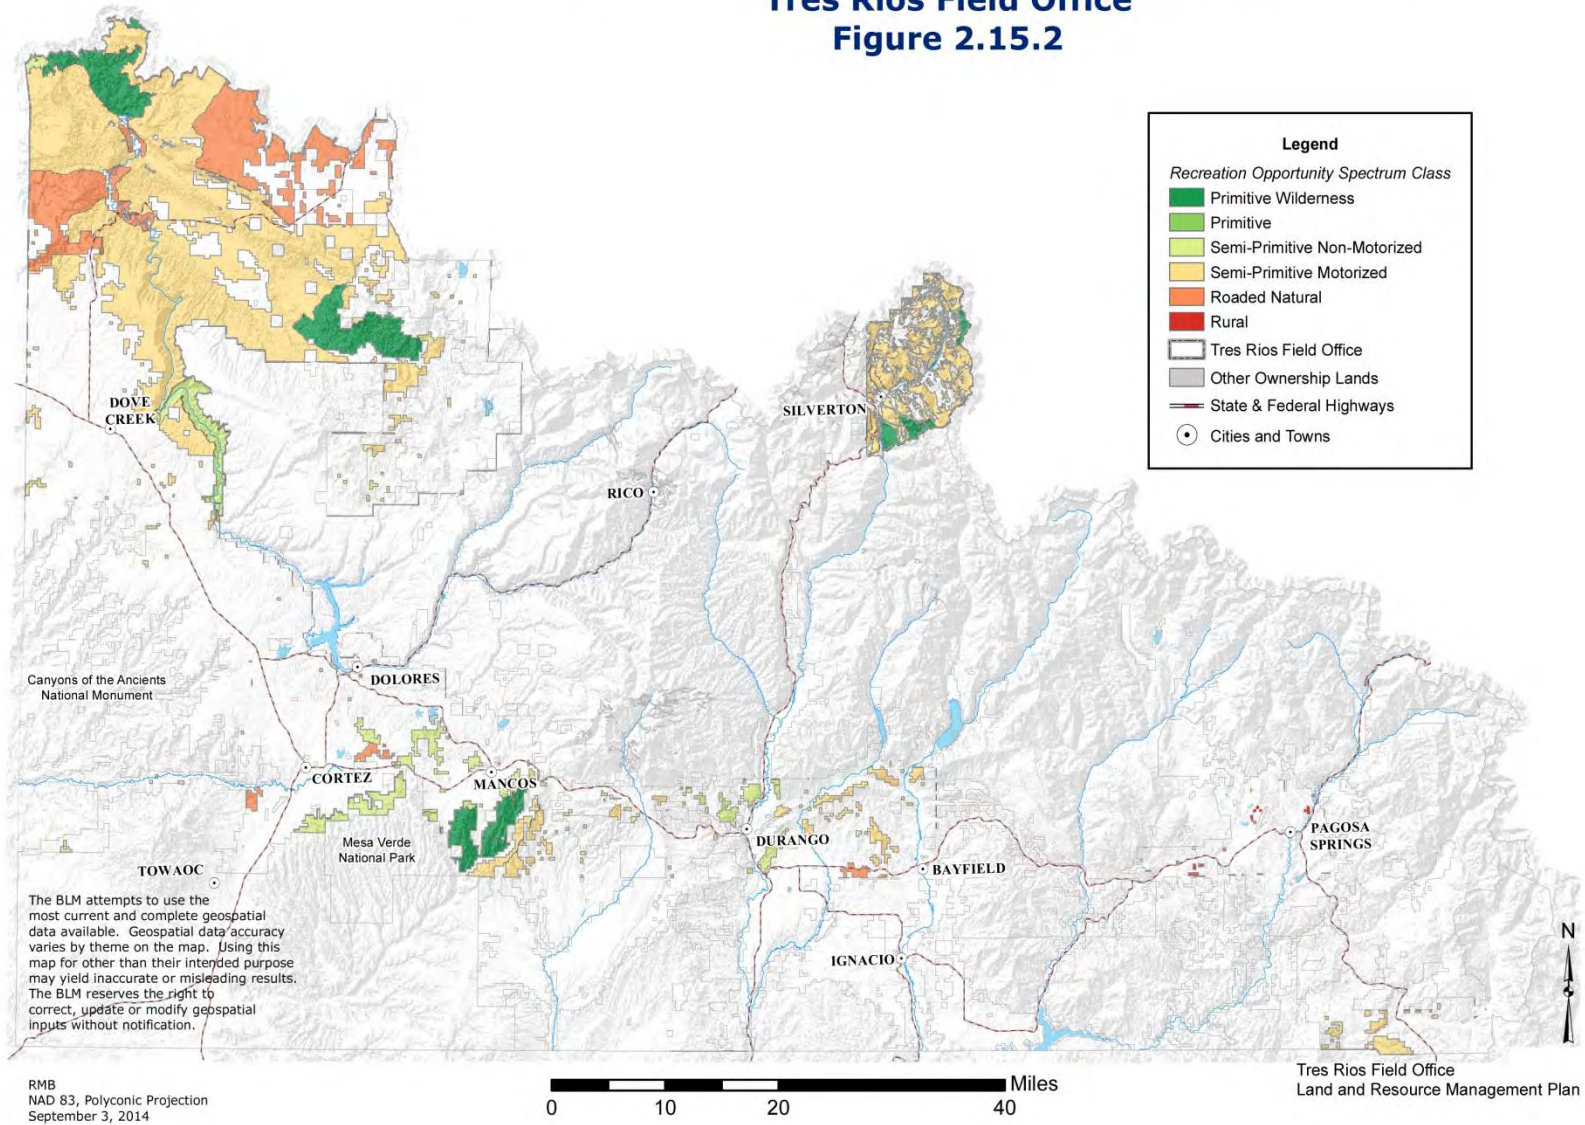 Tres Rios Field Office
Figure 2.15.2
Legend
Recreation Opportunity Spectrum Class
Primitive Wilderness
Primitive
Semi-Primitive Non-Motorized
Semi-Primitive Motorized
Roaded Natural
Rural
Tres Rios Field Office
Other Ownership Lands
State & Federal Highways
Cities and Towns
DOVE
CREEK
SILVERTON
RICO
Canyons of the Ancients
National Monument
DOLORES
CORTEZ
MANCOS
Mesa Verde
National Park
DURANGO
BAYFIELD
PAGOSA
SPRINGS
TOWAOC
IGNACIO
The BLM attempts to use the
most current and complete geospatial
data available. Geospatial data accuracy
varies by theme on the map. Using this
map for other than their intended purpose
may yield inaccurate or misleading results.
The BLM reserves the right to
correct, update or modify geospatial
inputs without notification.
N
RMB
NAD 83, Polyconic Projection
September 3, 2014
Miles
0 10 20 40
Tres Rios Field Office
Land and Resource Management Plan